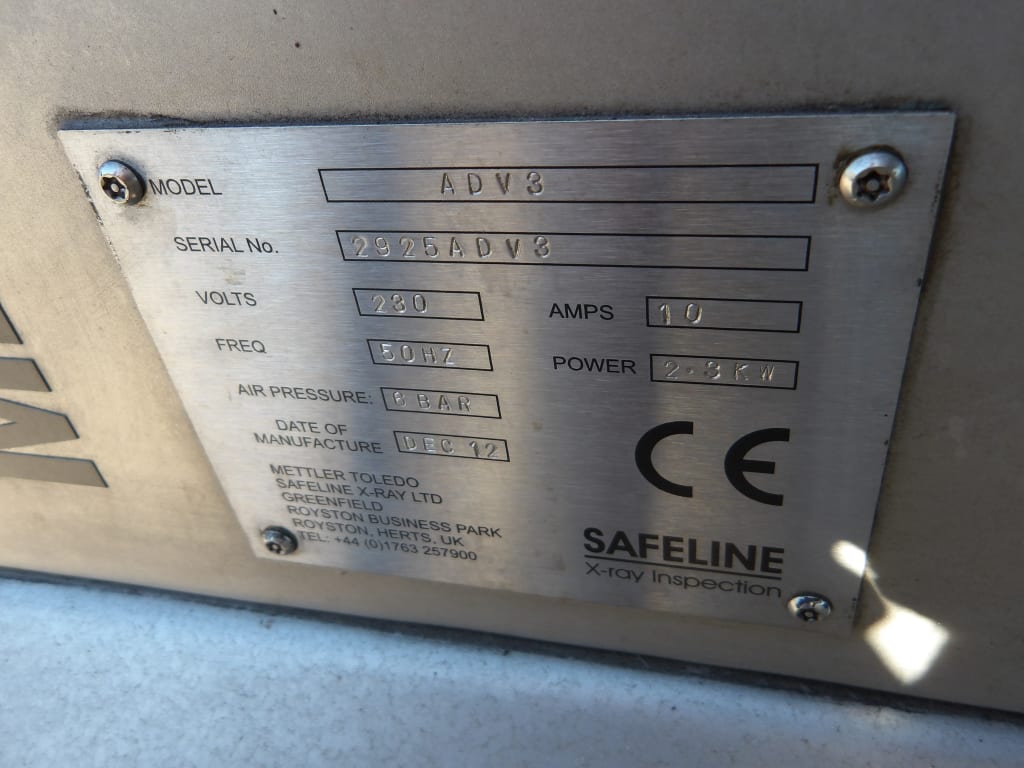 MODEL ADV3
SERIAL No. 2925ADV3
VOLTS 230 AMPS 10
FREQ 50HZ POWER 2.3KW
AIR PRESSURE: 6 BAR
DATE OF
MANUFACTURE DEC 12
METTLER TOLEDO
SAFELINE X-RAY LTD
GREENFIELD
ROYSTON BUSINESS PARK
ROYSTON, HERTS, UK
TEL: +44 (0)1763 257900
CE
SAFELINE
X-ray Inspection